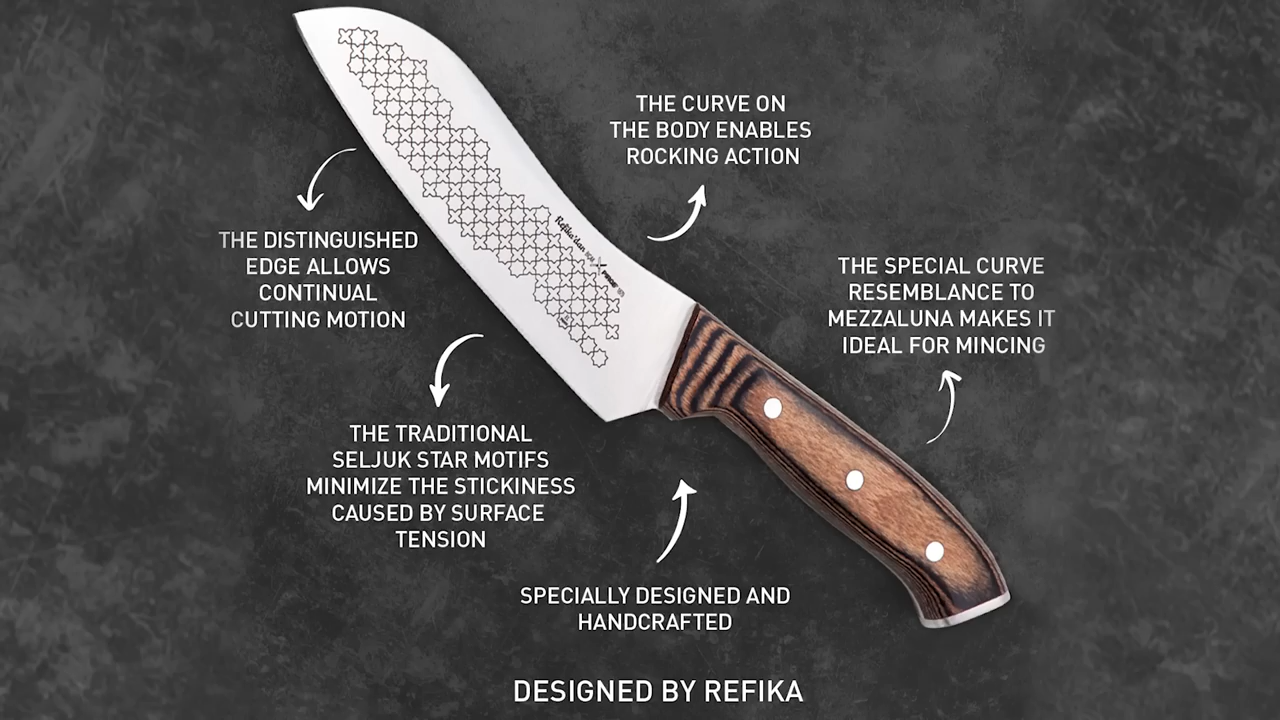 THE CURVE ON
THE BODY ENABLES
ROCKING ACTION
THE DISTINGUISHED
EDGE ALLOWS
CONTINUAL
CUTTING MOTION
THE SPECIAL CURVE
RESEMBLANCE TO
MEZZALUNA MAKES IT
IDEAL FOR MINCING
THE TRADITIONAL
SELJUK STAR MOTIFS
MINIMIZE THE STICKINESS
CAUSED BY SURFACE
TENSION
SPECIALLY DESIGNED AND
HANDCRAFTED
DESIGNED BY REFIKA
Refika'dan